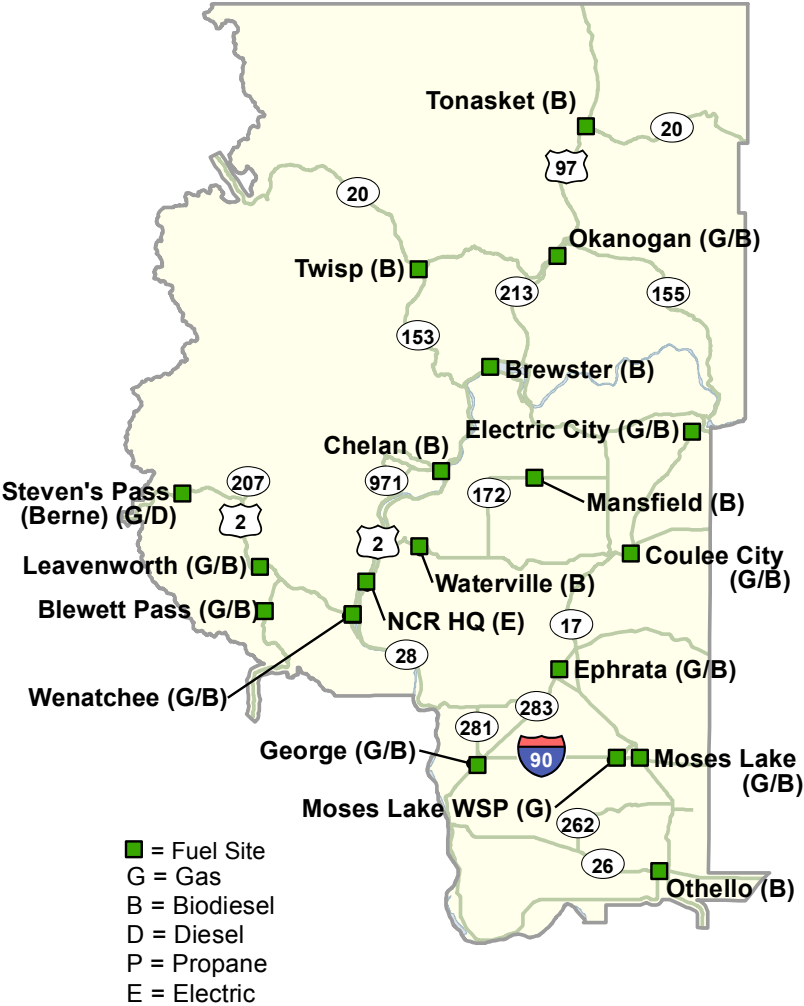 Tonasket (B)
20
97
20
Okanogan (G/B)
Twisp (B)
213
155
153
Brewster (B)
Electric City (G/B)
Chelan (B)
207
971
172
Steven's Pass
(Berne) (G/D)
Mansfield (B)
2
2
Leavenworth (G/B)
Waterville (B)
Coulee City
(G/B)
Blewett Pass (G/B)
NCR HQ (E)
17
28
Ephrata (G/B)
Wenatchee (G/B)
283
281
George (G/B)
90
Moses Lake
(G/B)
Moses Lake WSP (G)
262
26
Othello (B)
= Fuel Site
G = Gas
B = Biodiesel
D = Diesel
P = Propane
E = Electric